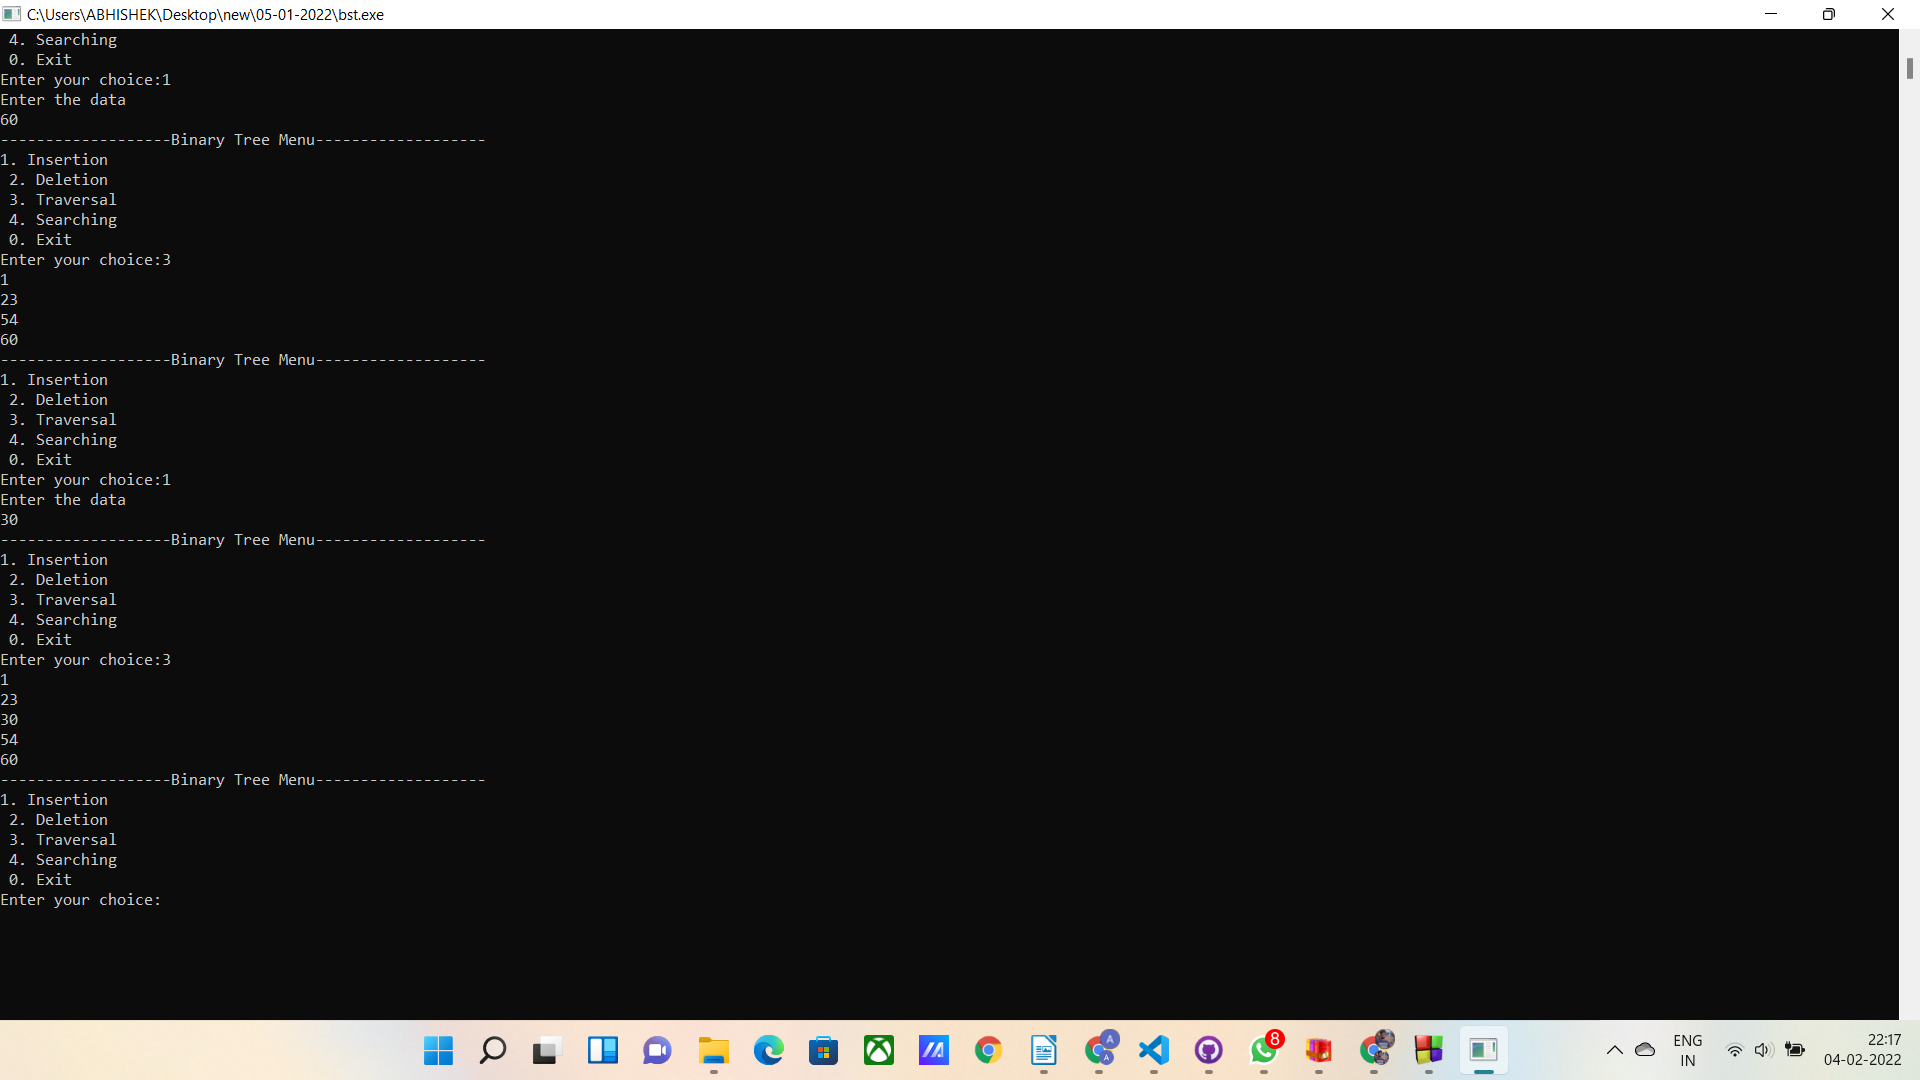 C:\Users\ABHISHEK\Desktop\new\05-01-2022\bst.exe
4. Searching
0. Exit
Enter your choice:1
Enter the data
60
-------------------Binary Tree Menu-------------------
1. Insertion
2. Deletion
3. Traversal
4. Searching
0. Exit
Enter your choice:3
1
23
54
60
-------------------Binary Tree Menu-------------------
1. Insertion
2. Deletion
3. Traversal
4. Searching
0. Exit
Enter your choice:1
Enter the data
30
-------------------Binary Tree Menu-------------------
1. Insertion
2. Deletion
3. Traversal
4. Searching
0. Exit
Enter your choice:3
1
23
30
54
60
-------------------Binary Tree Menu-------------------
1. Insertion
2. Deletion
3. Traversal
4. Searching
0. Exit
Enter your choice:
A
A
8
ENG
IN
22:17
04-02-2022